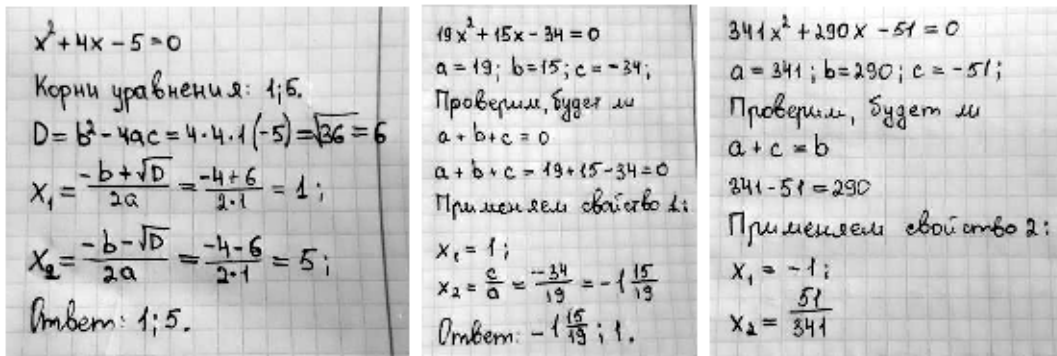 x² + 4x − 5 = 0
Корни уравнения: 1; 5.
D = b² − 4ac = 4·4·1(−5) = √36 = 6
x₁ = (−b + √D)/(2a) = (−4+6)/(2·1) = 1;
x₂ = (−b − √D)/(2a) = (−4−6)/(2·1) = 5;
Ответ: 1; 5.
19x² + 15x − 34 = 0
a = 19; b = 15; c = −34;
Проверим, будет ли
a + b + c = 0
a + b + c = 19 + 15 − 34 = 0
Применяем свойство 1:
x₁ = 1;
x₂ = c/a = −34/19 = −1 15/19
Ответ: −1 15/19; 1.
341x² + 290x − 51 = 0
a = 341; b = 290; c = −51;
Проверим, будет ли
a + c = b
341 − 51 = 290
Применяем свойство 2:
x₁ = −1;
x₂ = 51/341